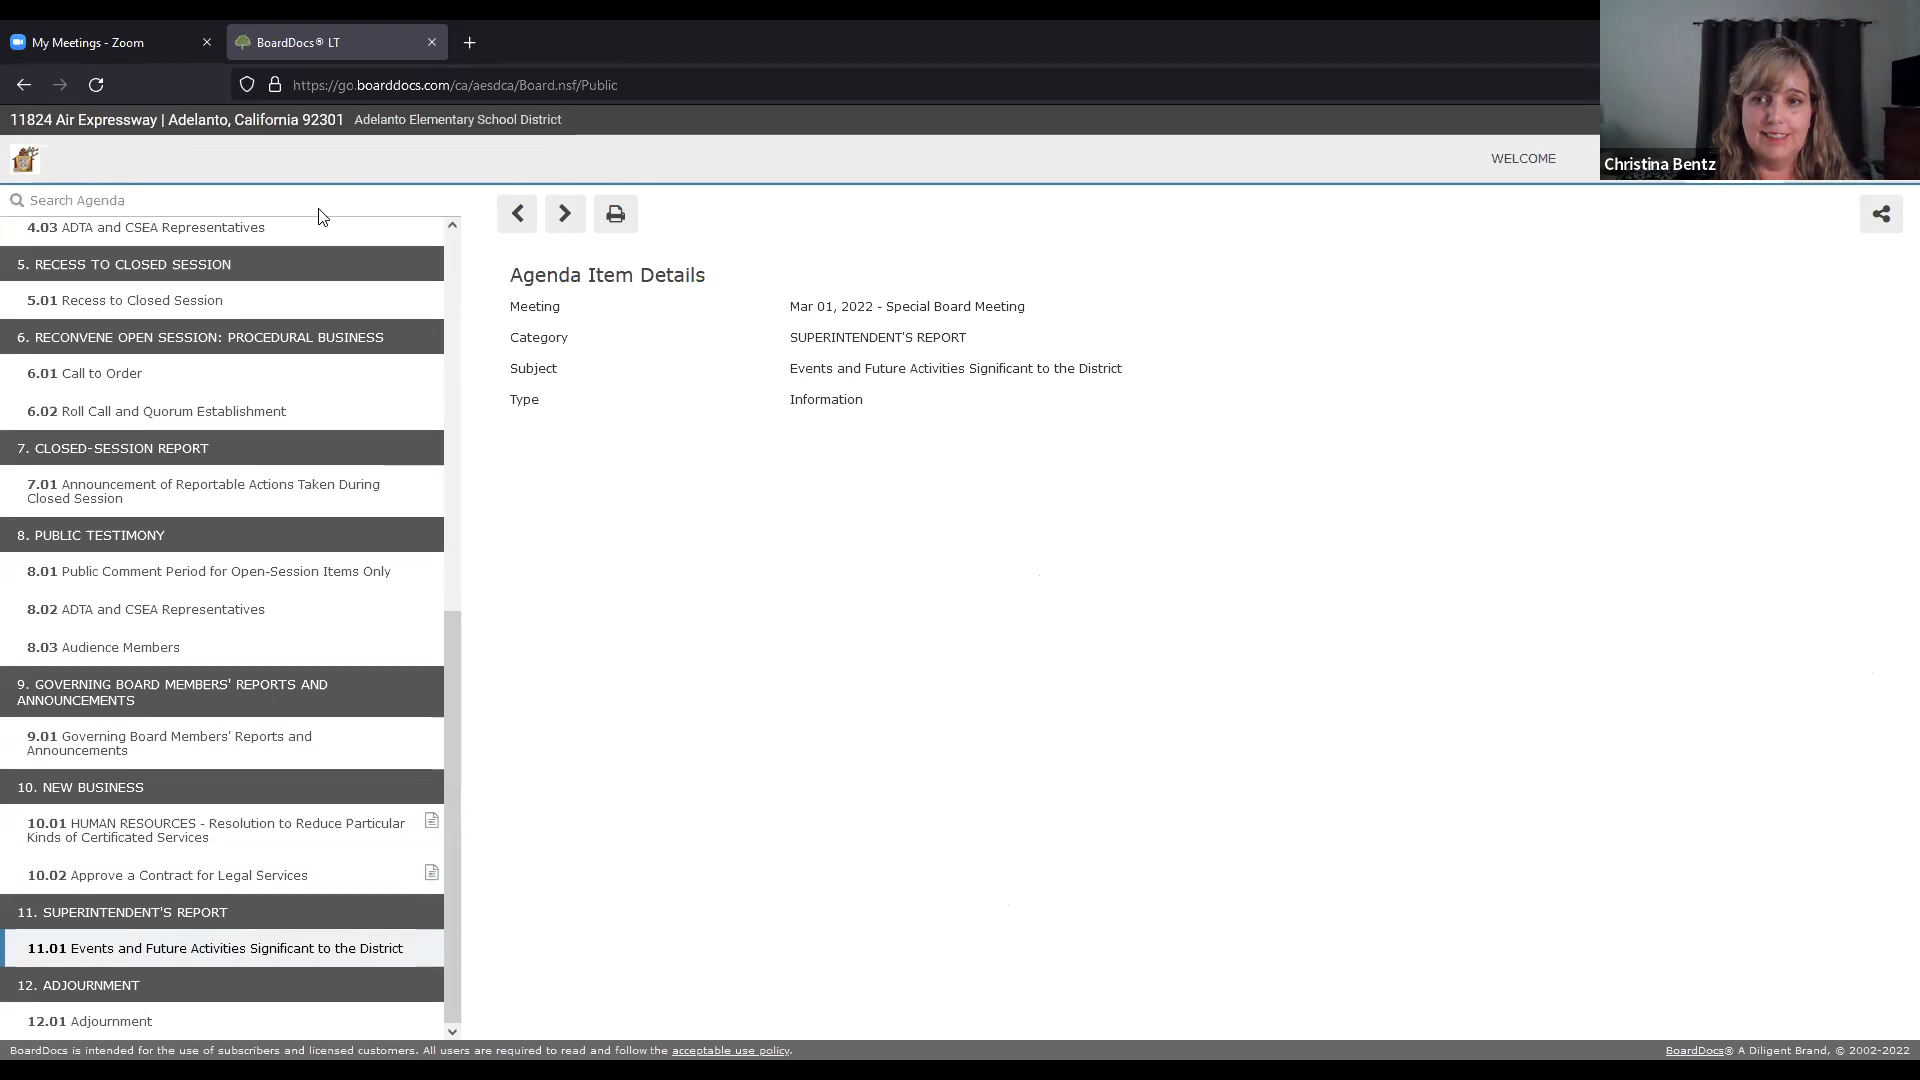 My Meetings - Zoom
BoardDocs® LT
https://go.boarddocs.com/ca/aesdca/Board.nsf/Public
11824 Air Expressway | Adelanto, California 92301 Adelanto Elementary School District
WELCOME
Christina Bentz
Search Agenda
4.03 ADTA and CSEA Representatives
5. RECESS TO CLOSED SESSION
5.01 Recess to Closed Session
6. RECONVENE OPEN SESSION: PROCEDURAL BUSINESS
6.01 Call to Order
6.02 Roll Call and Quorum Establishment
7. CLOSED-SESSION REPORT
7.01 Announcement of Reportable Actions Taken During
Closed Session
8. PUBLIC TESTIMONY
8.01 Public Comment Period for Open-Session Items Only
8.02 ADTA and CSEA Representatives
8.03 Audience Members
9. GOVERNING BOARD MEMBERS' REPORTS AND
ANNOUNCEMENTS
9.01 Governing Board Members' Reports and
Announcements
10. NEW BUSINESS
10.01 HUMAN RESOURCES - Resolution to Reduce Particular
Kinds of Certificated Services
10.02 Approve a Contract for Legal Services
11. SUPERINTENDENT'S REPORT
11.01 Events and Future Activities Significant to the District
12. ADJOURNMENT
12.01 Adjournment
Agenda Item Details
Meeting Mar 01, 2022 - Special Board Meeting
Category SUPERINTENDENT'S REPORT
Subject Events and Future Activities Significant to the District
Type Information
BoardDocs is intended for the use of subscribers and licensed customers. All users are required to read and follow the acceptable use policy.
BoardDocs® A Diligent Brand, © 2002-2022